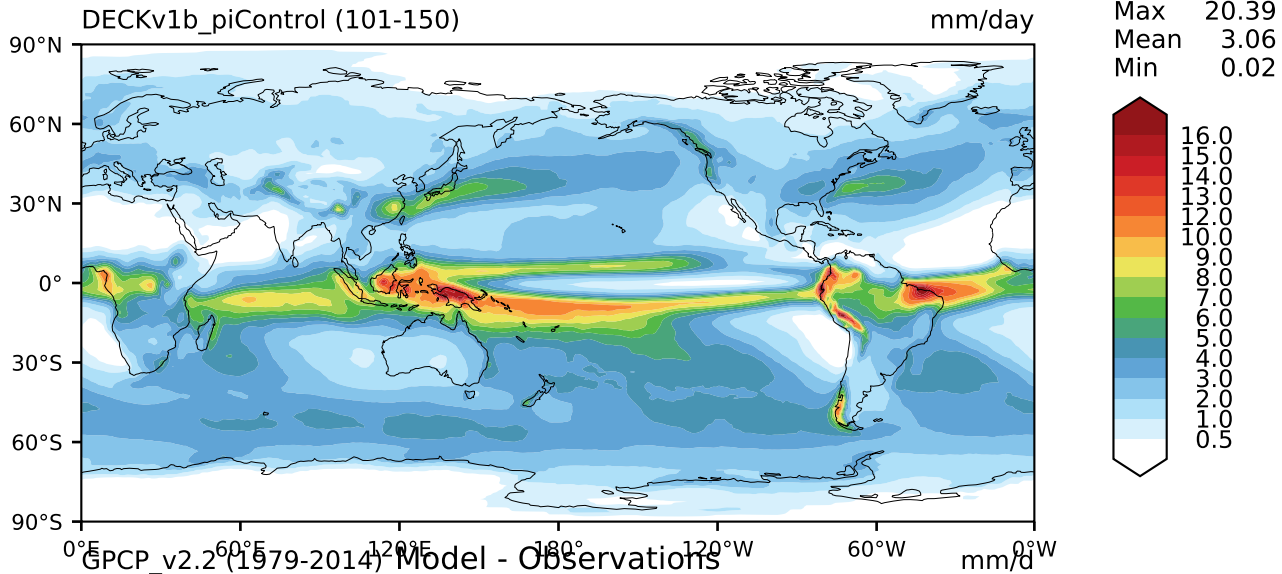 DECKv1b_piControl (101-150) mm/day
Max 20.39
Mean 3.06
Min 0.02
90°N
60°N
30°N
0°
30°S
60°S
90°S
16.0
15.0
14.0
13.0
12.0
10.0
9.0
8.0
7.0
6.0
5.0
4.0
3.0
2.0
1.0
0.5
0°E 60°E 120°E 180° 120°W 60°W 0°W
GPCP_v2.2 (1979-2014) Model - Observations mm/d